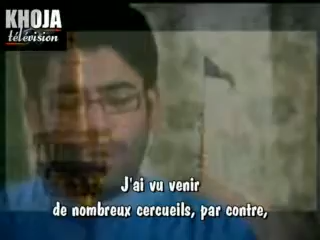 KHOJA
télévision
J'ai vu venir
de nombreux cercueils, par contre,